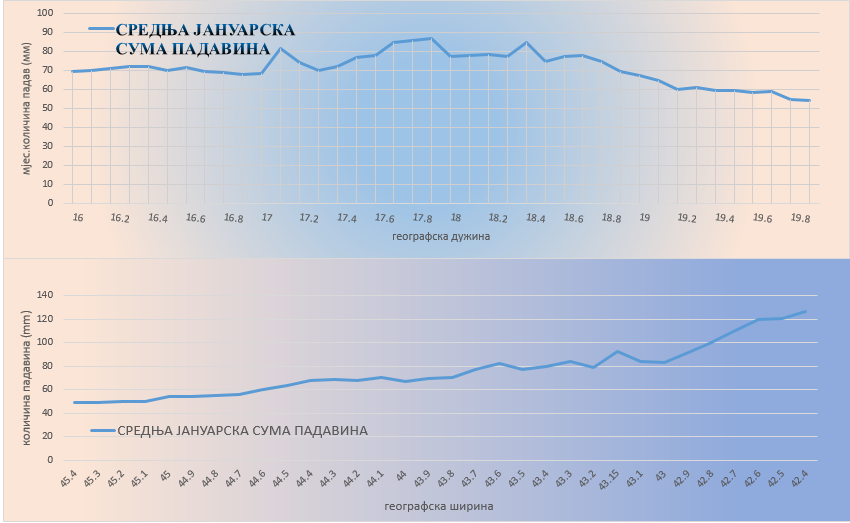 СРЕДЊА ЈАНУАРСКА
СУМА ПАДАВИНА
мјес.количина падав (мм)
100
90
80
70
60
50
40
30
20
10
0
16 16.2 16.4 16.6 16.8 17 17.2 17.4 17.6 17.8 18 18.2 18.4 18.6 18.8 19 19.2 19.4 19.6 19.8
географска дужина
количина падавина (mm)
140
120
100
80
60
40
20
0
СРЕДЊА ЈАНУАРСКА СУМА ПАДАВИНА
45.4 45.3 45.2 45.1 45 44.9 44.8 44.7 44.6 44.5 44.4 44.3 44.2 44.1 44 43.9 43.8 43.7 43.6 43.5 43.4 43.3 43.2 43.15 43.1 43 42.9 42.8 42.7 42.6 42.5 42.4
географска ширина